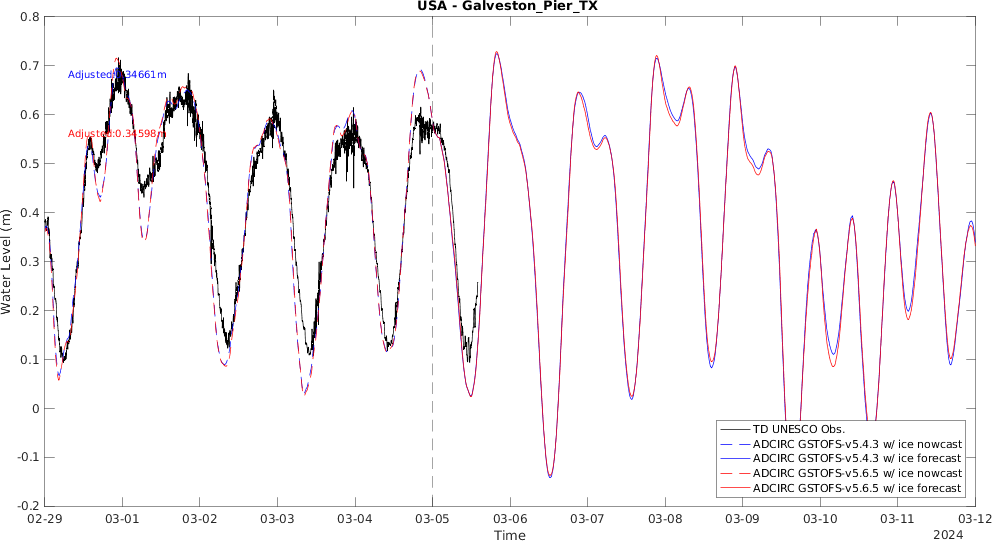 USA - Galveston_Pier_TX
0.8
0.7
0.6
0.5
0.4
0.3
0.2
0.1
0
-0.1
-0.2
Water Level (m)
Adjusted:0.34661m
Adjusted:0.34598m
TD UNESCO Obs.
ADCIRC GSTOFS-v5.4.3 w/ ice nowcast
ADCIRC GSTOFS-v5.4.3 w/ ice forecast
ADCIRC GSTOFS-v5.6.5 w/ ice nowcast
ADCIRC GSTOFS-v5.6.5 w/ ice forecast
02-29 03-01 03-02 03-03 03-04 03-05 03-06 03-07 03-08 03-09 03-10 03-11 03-12
Time
2024